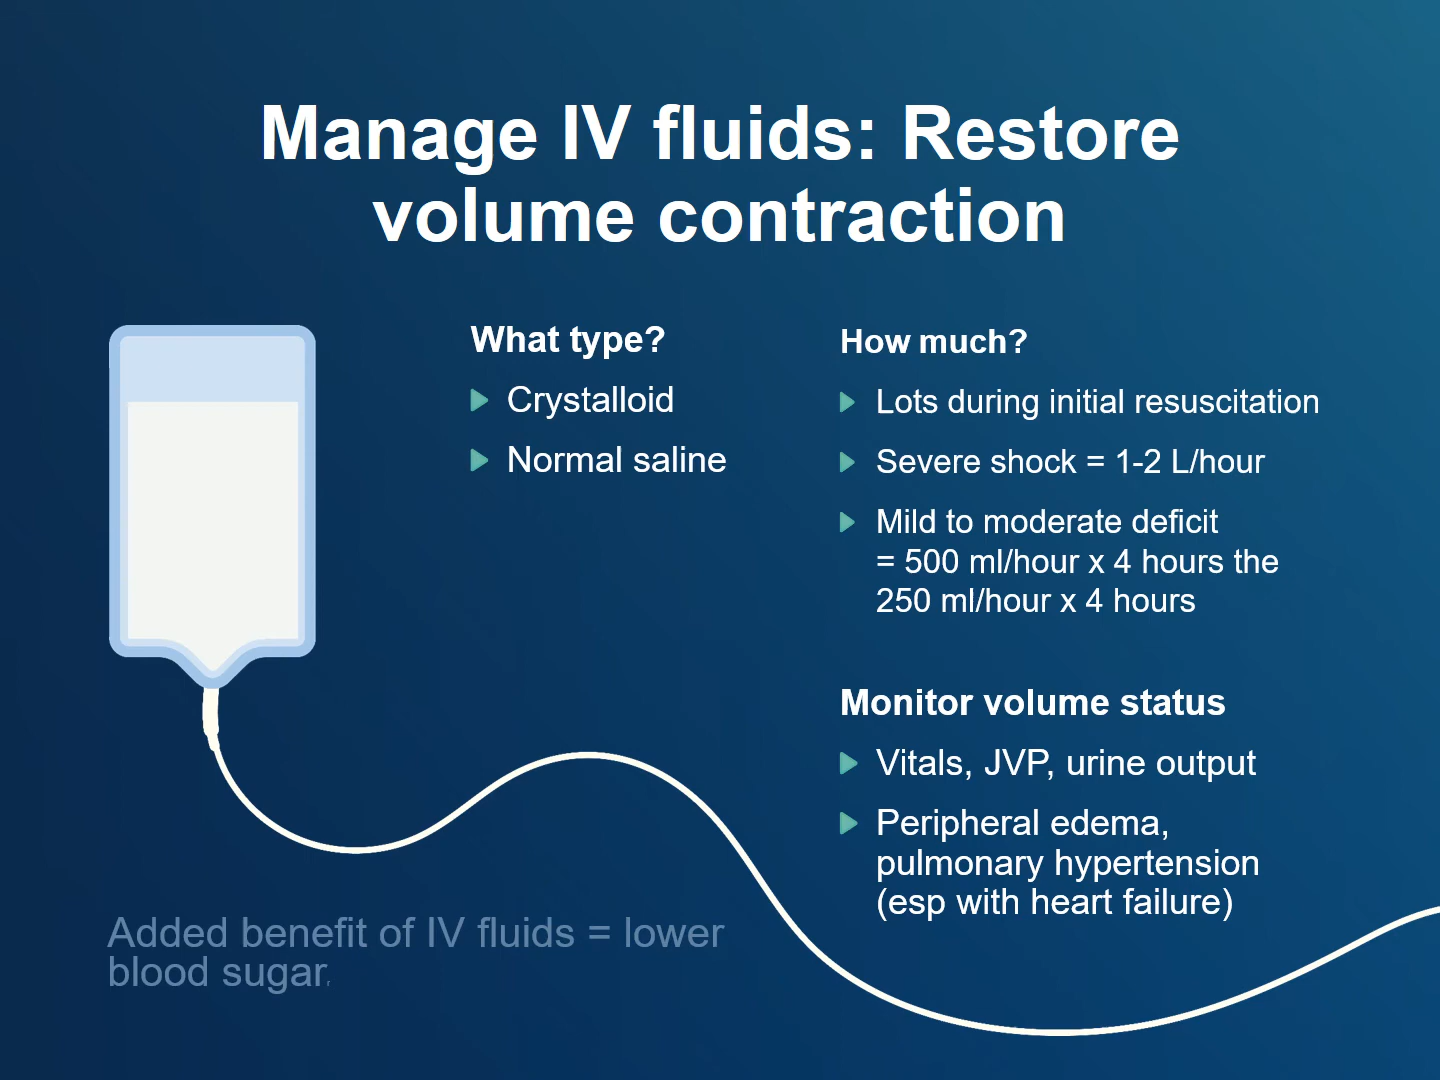 Manage IV fluids: Restore
volume contraction
What type?
Crystalloid
Normal saline
How much?
Lots during initial resuscitation
Severe shock = 1-2 L/hour
Mild to moderate deficit
= 500 ml/hour x 4 hours the
250 ml/hour x 4 hours
Monitor volume status
Vitals, JVP, urine output
Peripheral edema,
pulmonary hypertension
(esp with heart failure)
Added benefit of IV fluids = lower
blood sugar